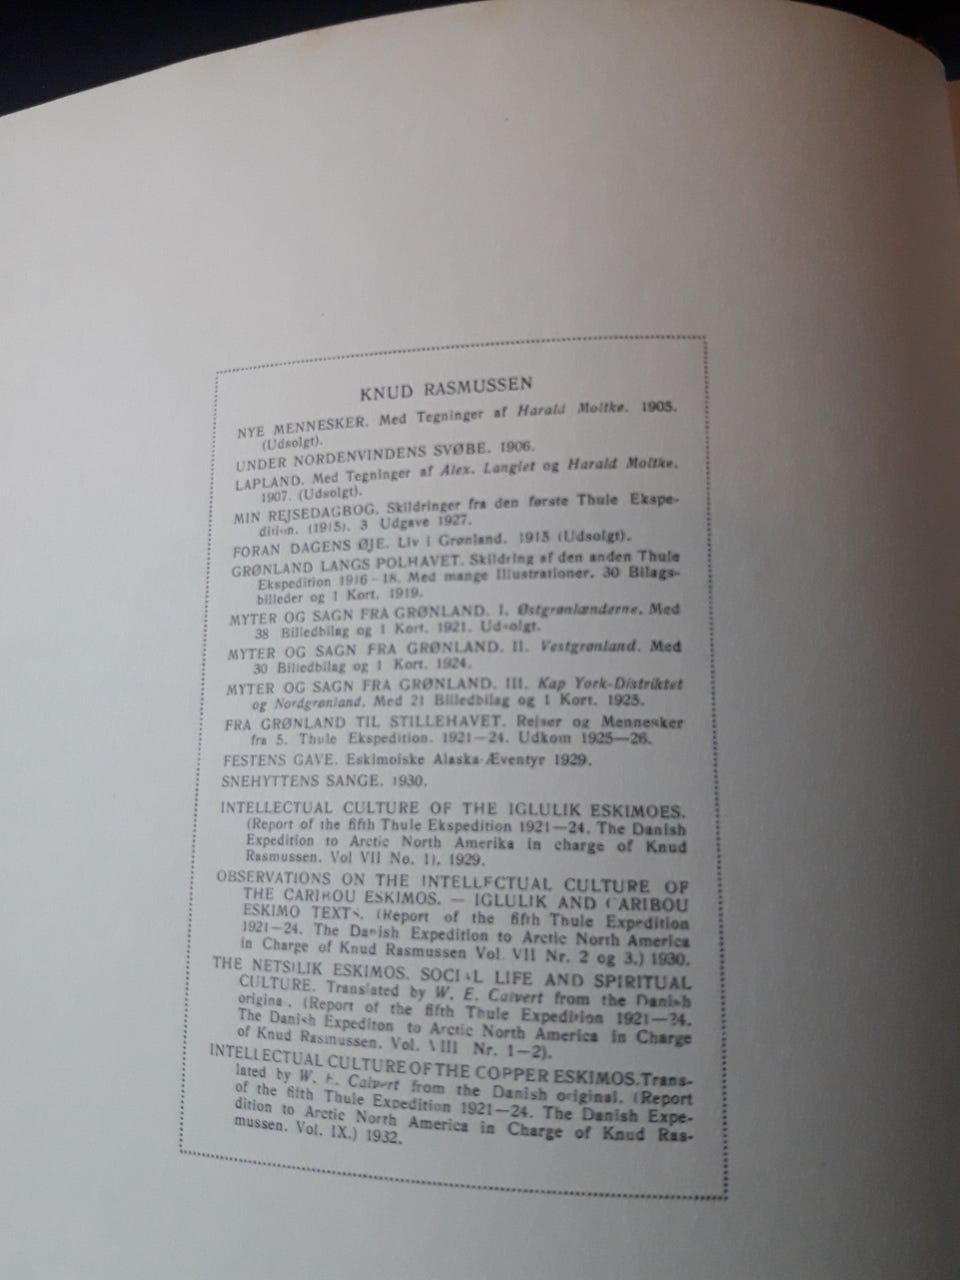 KNUD RASMUSSEN
NYE MENNESKER. Med Tegninger af Harald Moltke. 1905.
(Udsolgt).
UNDER NORDENVINDENS SVØBE. 1906.
LAPLAND. Med Tegninger af Alex. Langlet og Harald Moltke.
1907. (Udsolgt).
MIN REJSEDAGBOG. Skildringer fra den første Thule Ekspe-
dition. (1915). 3 Udgave 1927.
FORAN DAGENS ØJE. Liv i Grønland. 1915 (Udsolgt).
GRØNLAND LANGS POLHAVET. Skildring af den anden Thule
Ekspedition 1916-18. Med mange Illustrationer. 30 Bilags-
billeder og 1 Kort. 1919.
MYTER OG SAGN FRA GRØNLAND. I. Østgrønlænderne. Med
38 Billedbilag og 1 Kort. 1921. Udsolgt.
MYTER OG SAGN FRA GRØNLAND. II. Vestgrønland. Med
30 Billedbilag og 1 Kort. 1924.
MYTER OG SAGN FRA GRØNLAND. III. Kap York-Distriktet
og Nordgrønland. Med 21 Billedbilag og 1 Kort. 1925.
FRA GRØNLAND TIL STILLEHAVET. Rejser og Mennesker
fra 5. Thule Ekspedition. 1921—24. Udkom 1925—26.
FESTENS GAVE. Eskimoiske Alaska-Æventyr 1929.
SNEHYTTENS SANGE. 1930.
INTELLECTUAL CULTURE OF THE IGLULIK ESKIMOES.
(Report of the fifth Thule Ekspedition 1921—24. The Danish
Expedition to Arctic North Amerika in charge of Knud
Rasmussen. Vol VII No. 1). 1929.
OBSERVATIONS ON THE INTELLECTUAL CULTURE OF
THE CARIBOU ESKIMOS. — IGLULIK AND CARIBOU
ESKIMO TEXTS. (Report of the fifth Thule Expedition
1921—24. The Danish Expedition to Arctic North America
in Charge of Knud Rasmussen Vol. VII Nr. 2 og 3.) 1930.
THE NETSILIK ESKIMOS. SOCIAL LIFE AND SPIRITUAL
CULTURE. Translated by W. E. Calvert from the Danish
original. (Report of the fifth Thule Expedition 1921—24.
The Danish Expediton to Arctic North America in Charge
of Knud Rasmussen. Vol. VIII Nr. 1—2).
INTELLECTUAL CULTURE OF THE COPPER ESKIMOS. Trans-
lated by W. E. Calvert from the Danish original. (Report
of the fifth Thule Expedition 1921—24. The Danish Expe-
dition to Arctic North America in Charge of Knud Ras-
mussen. Vol. IX.) 1932.